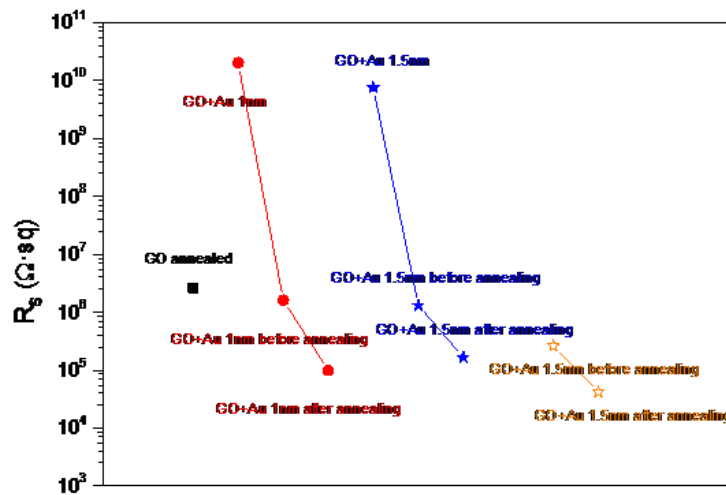 10¹¹
10¹⁰
10⁹
10⁸
10⁷
10⁶
10⁵
10⁴
10³
Rₛ (Ω·sq)
GO+Au 1nm
GO+Au 1.5nm
GO annealed
GO+Au 1.5nm before annealing
GO+Au 1nm before annealing
GO+Au 1.5nm after annealing
GO+Au 1.5nm before annealing
GO+Au 1nm after annealing
GO+Au 1.5nm after annealing